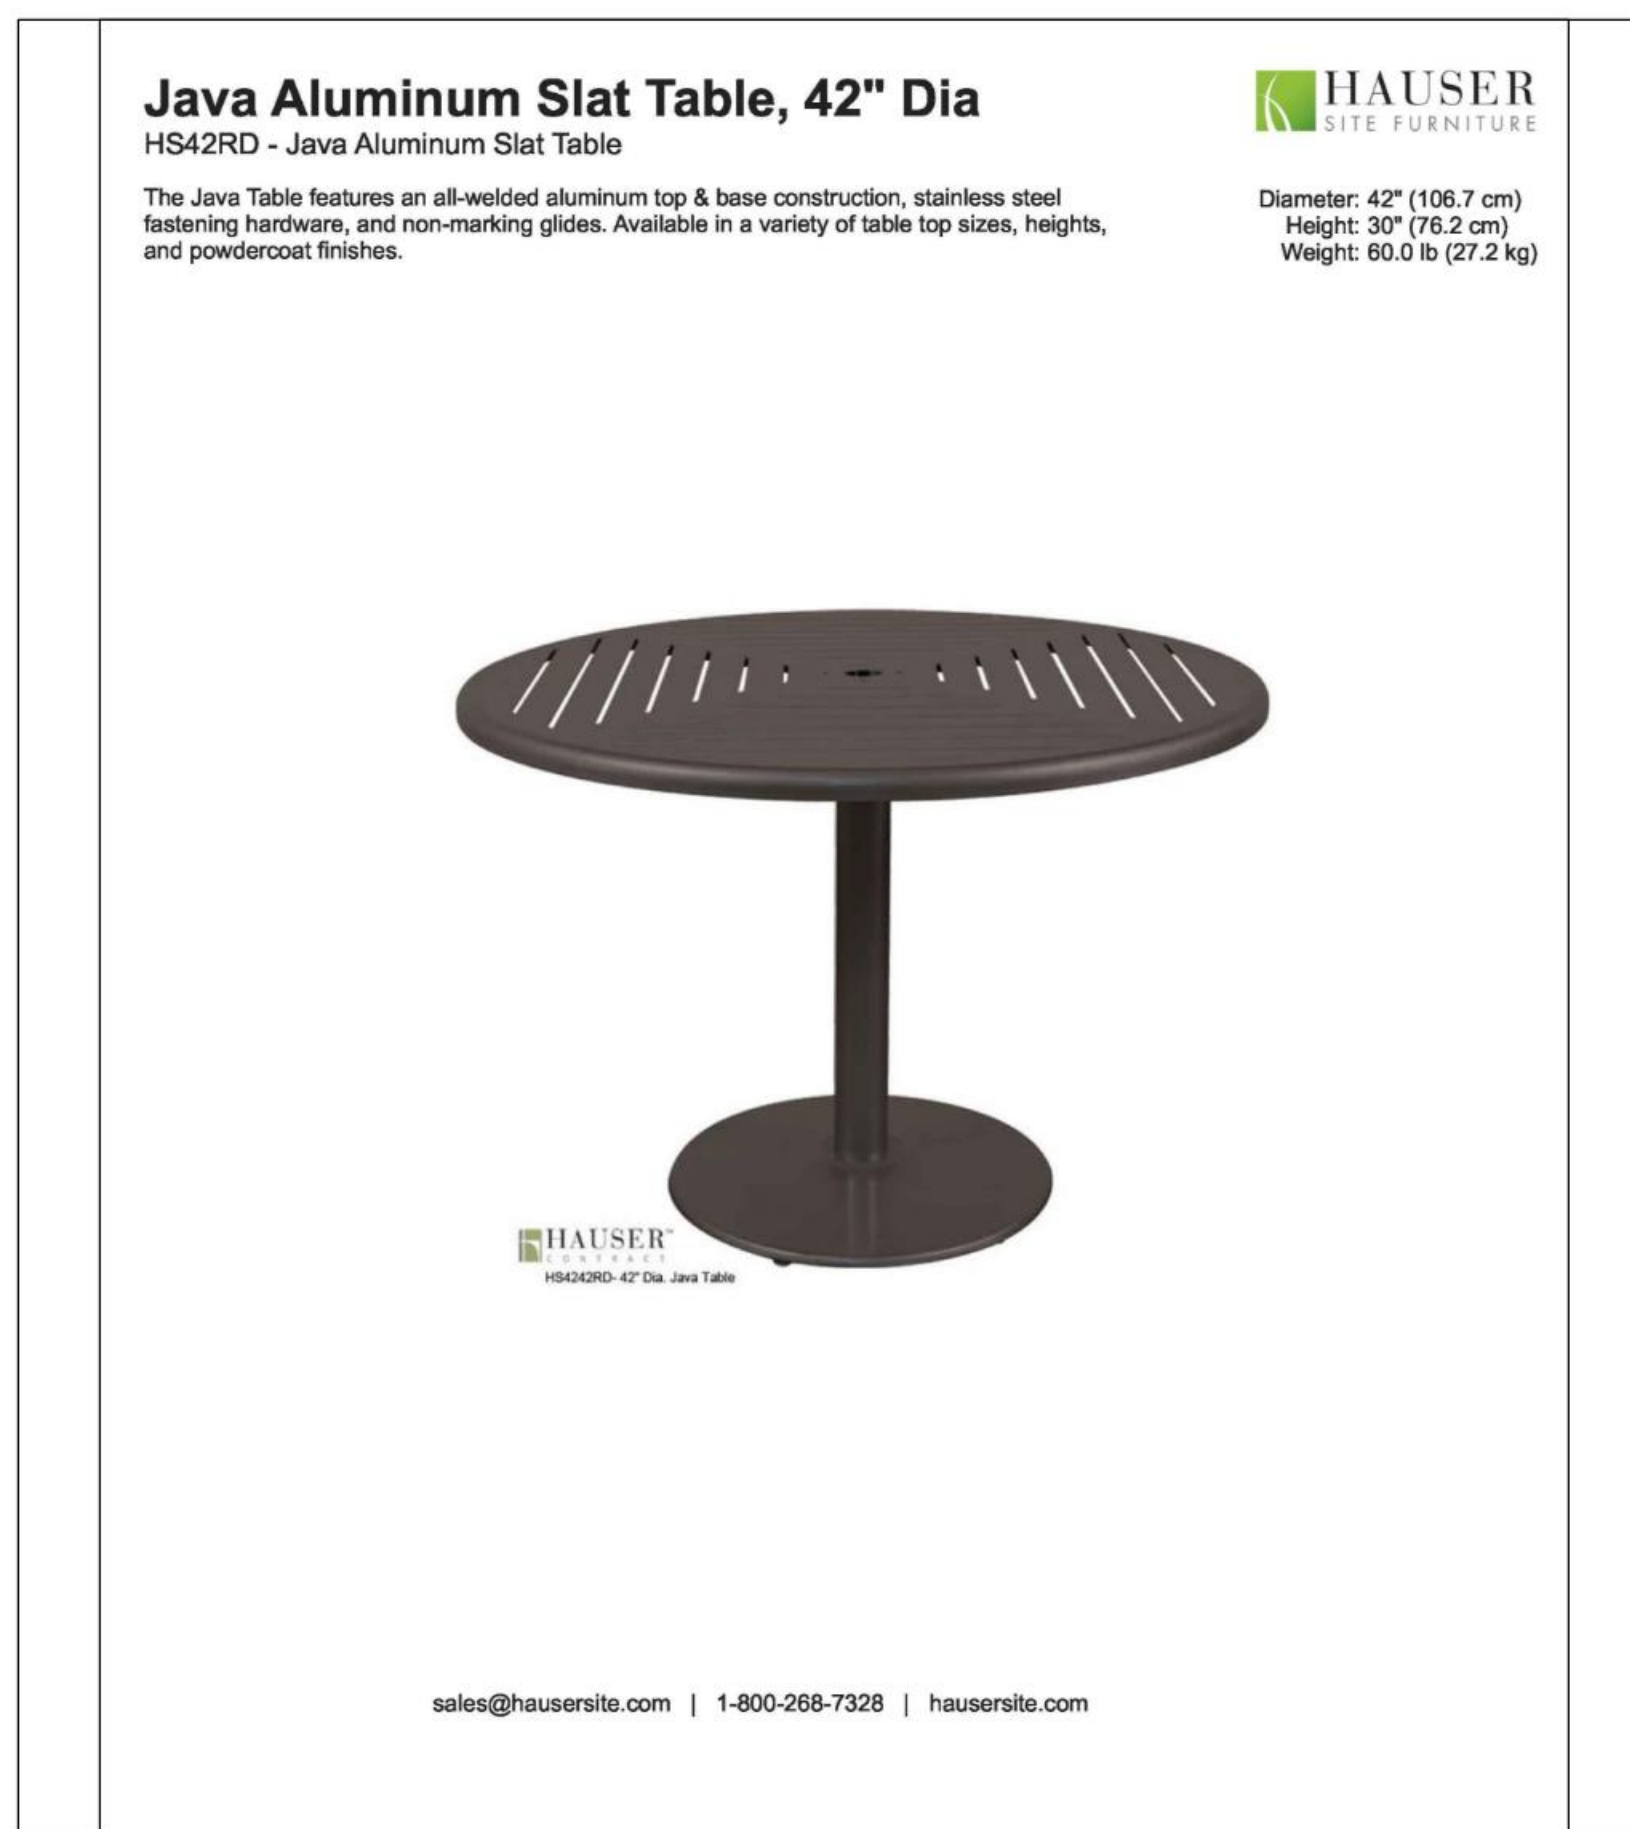 Java Aluminum Slat Table, 42" Dia
HS42RD - Java Aluminum Slat Table
The Java Table features an all-welded aluminum top & base construction, stainless steel
fastening hardware, and non-marking glides. Available in a variety of table top sizes, heights,
and powdercoat finishes.
HAUSER
SITE FURNITURE
Diameter: 42" (106.7 cm)
Height: 30" (76.2 cm)
Weight: 60.0 lb (27.2 kg)
HAUSER™
CONTRACT
HS4242RD- 42" Dia. Java Table
sales@hausersite.com | 1-800-268-7328 | hausersite.com